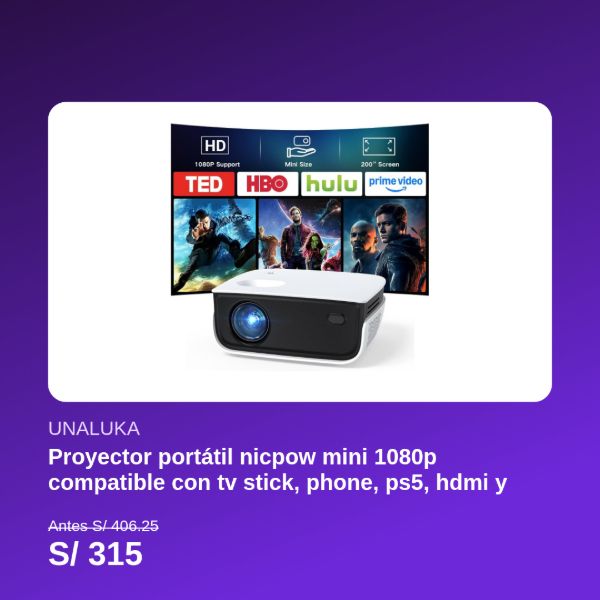 HD
1080P Support
Mini Size
200" Screen
TED
HBO
hulu
prime video
UNALUKA
Proyector portátil nicpow mini 1080p
compatible con tv stick, phone, ps5, hdmi y
Antes S/ 406.25
S/ 315